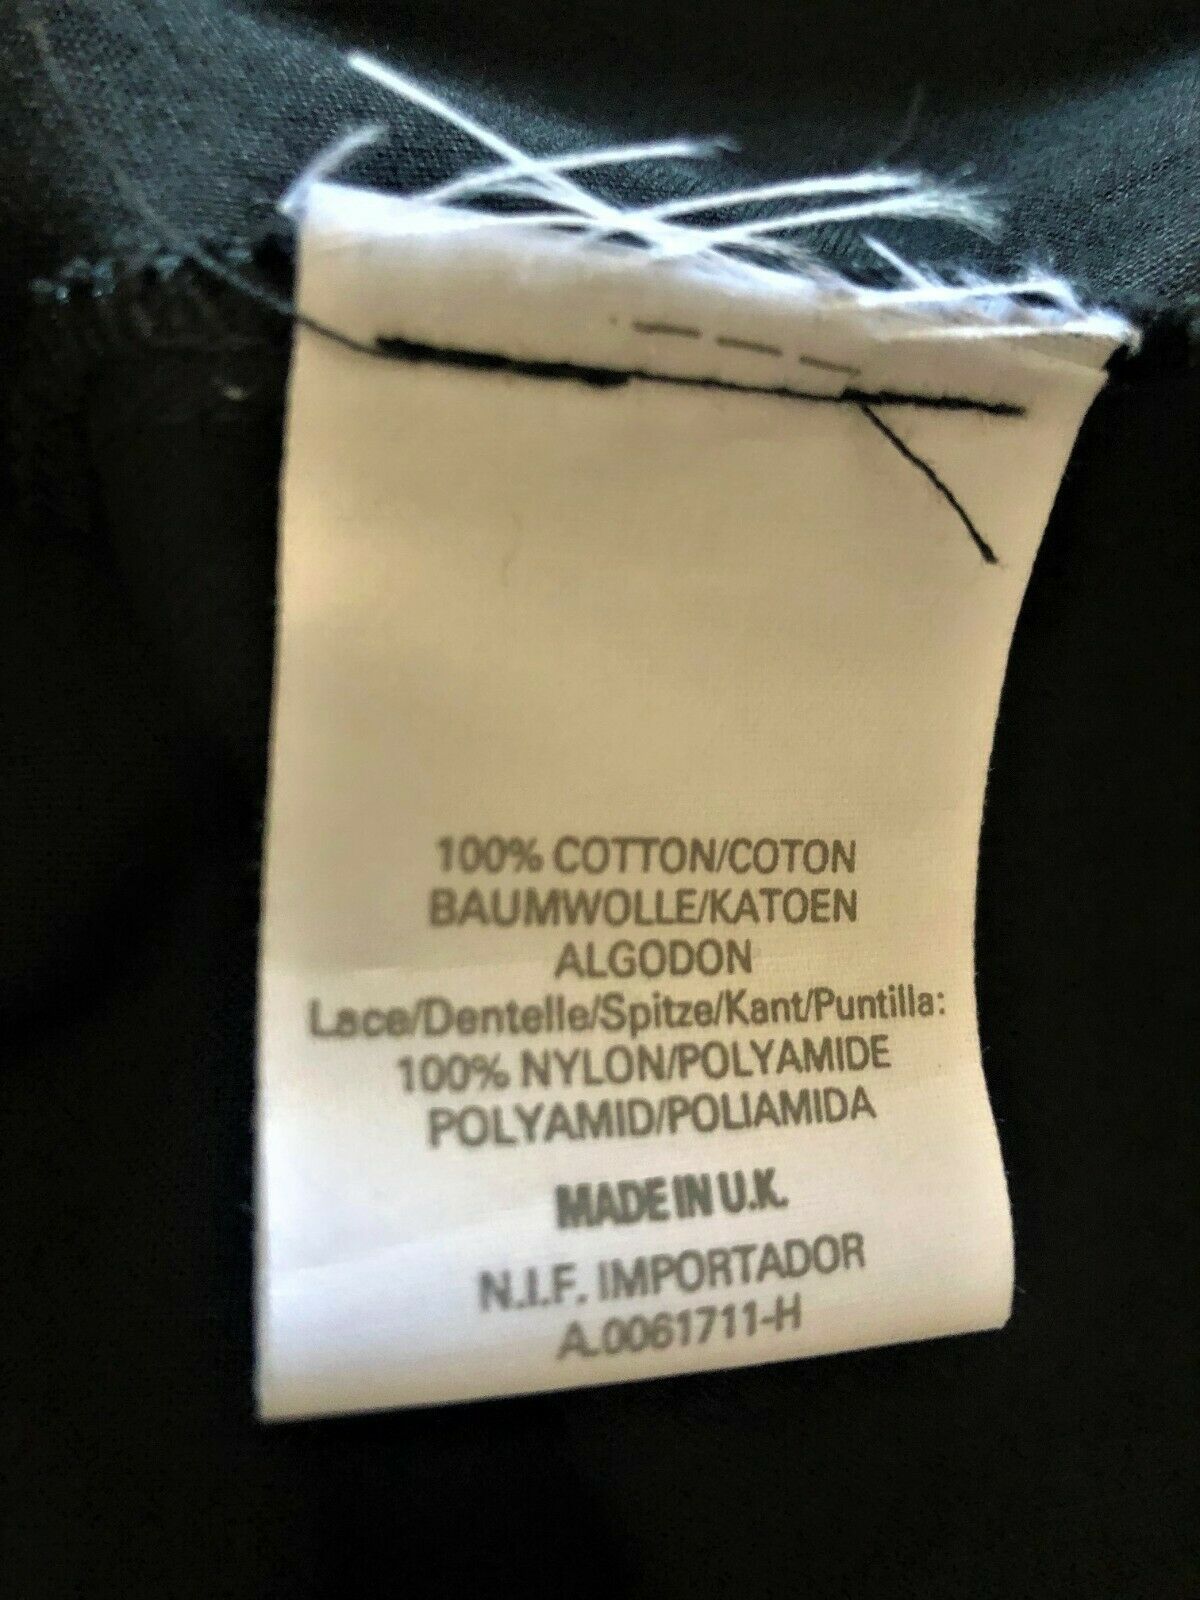 100% COTTON/COTON
BAUMWOLLE/KATOEN
ALGODON
Lace/Dentelle/Spitze/Kant/Puntilla:
100% NYLON/POLYAMIDE
POLYAMID/POLIAMIDA
MADE IN U.K.
N.I.F. IMPORTADOR
A.0061711-H